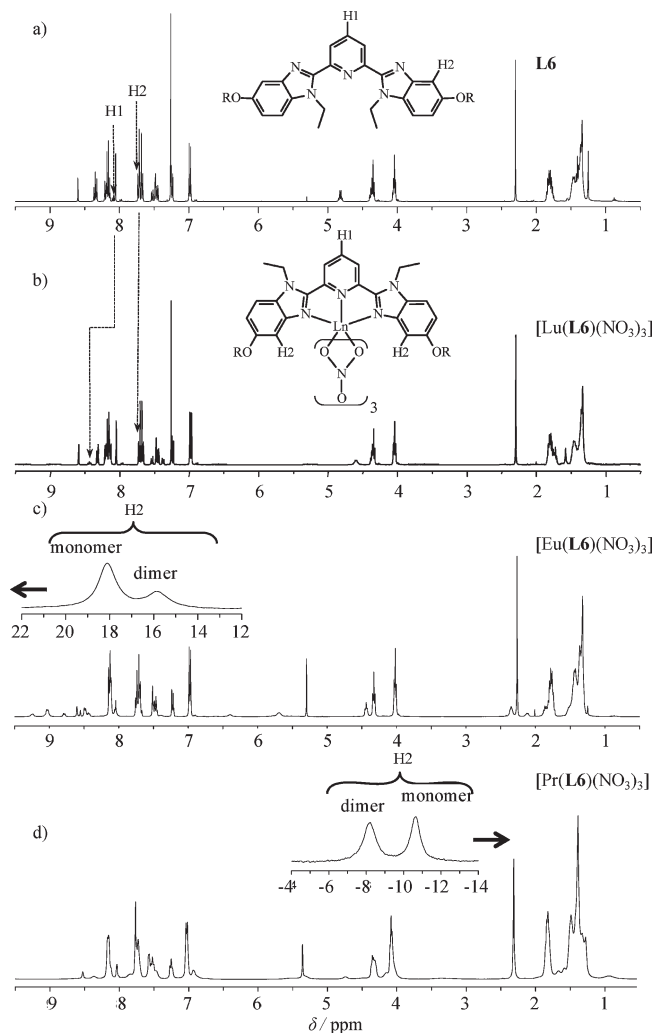 a)
H1
L6
N
N
N
H2
N
N
RO
OR
H1
H2
9 8 7 6 5 4 3 2 1
b)
H1
[Lu(L6)(NO3)3]
N
N
N
N
N
Ln
RO
H2
H2
OR
O
O
N
O
3
9 8 7 6 5 4 3 2 1
c)
H2
[Eu(L6)(NO3)3]
monomer
dimer
22 20 18 16 14 12
9 8 7 6 5 4 3 2 1
H2
[Pr(L6)(NO3)3]
dimer
monomer
d)
-4 -6 -8 -10 -12 -14
9 8 7 6 5 4 3 2 1
δ / ppm